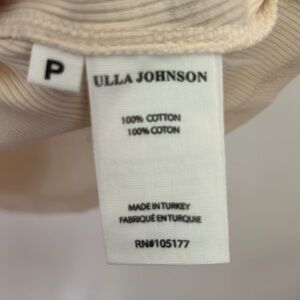 P
ULLA JOHNSON
100% COTTON
100% COTON
MADE IN TURKEY
FABRIQUÉ EN TURQUIE
RN#105177